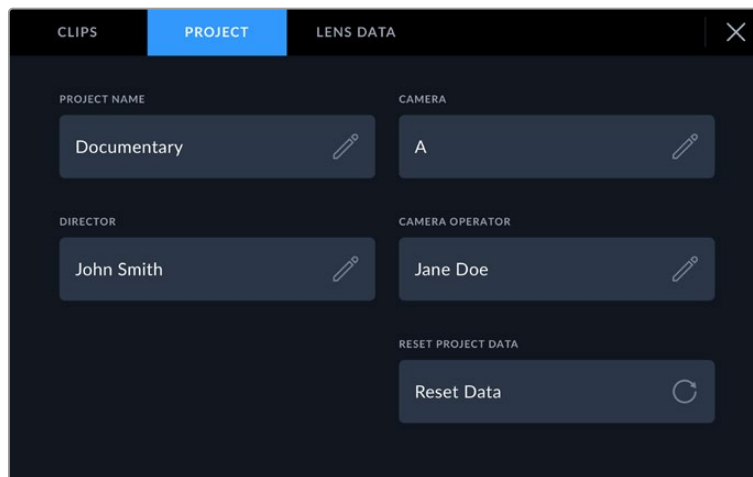 CLIPS PROJECT LENS DATA
PROJECT NAME CAMERA
Documentary A
DIRECTOR CAMERA OPERATOR
John Smith Jane Doe
RESET PROJECT DATA
Reset Data